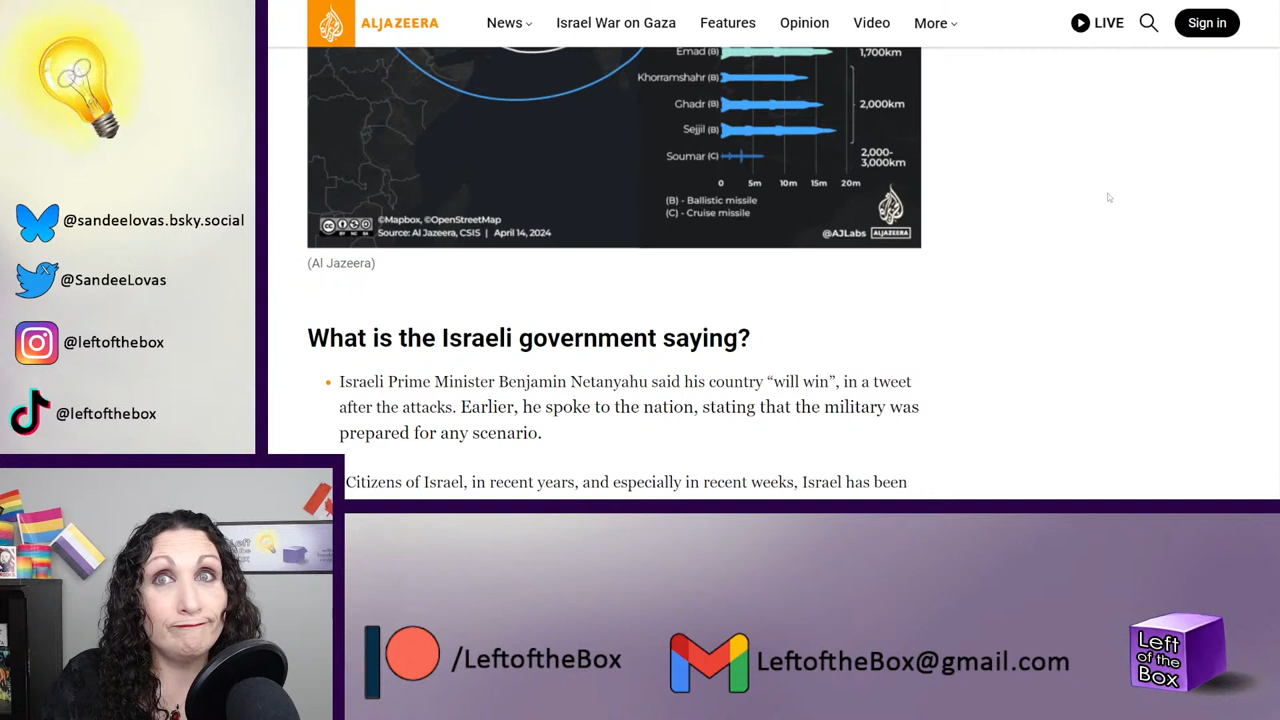 ALJAZEERA
News
Israel War on Gaza
Features
Opinion
Video
More
LIVE
Sign in
Emad (B)
1,700km
Khorramshahr (B)
Ghadr (B)
2,000km
Sejjil (B)
Soumar (C)
2,000-
3,000km
0 5m 10m 15m 20m
(B) - Ballistic missile
(C) - Cruise missile
©Mapbox, ©OpenStreetMap
Source: Al Jazeera, CSIS | April 14, 2024
@AJLabs ALJAZEERA
(Al Jazeera)
What is the Israeli government saying?
Israeli Prime Minister Benjamin Netanyahu said his country “will win”, in a tweet
after the attacks. Earlier, he spoke to the nation, stating that the military was
prepared for any scenario.
Citizens of Israel, in recent years, and especially in recent weeks, Israel has been
@sandeelovas.bsky.social
@SandeeLovas
@leftofthebox
@leftofthebox
/LeftoftheBox
LeftoftheBox@gmail.com
Left
of the
Box